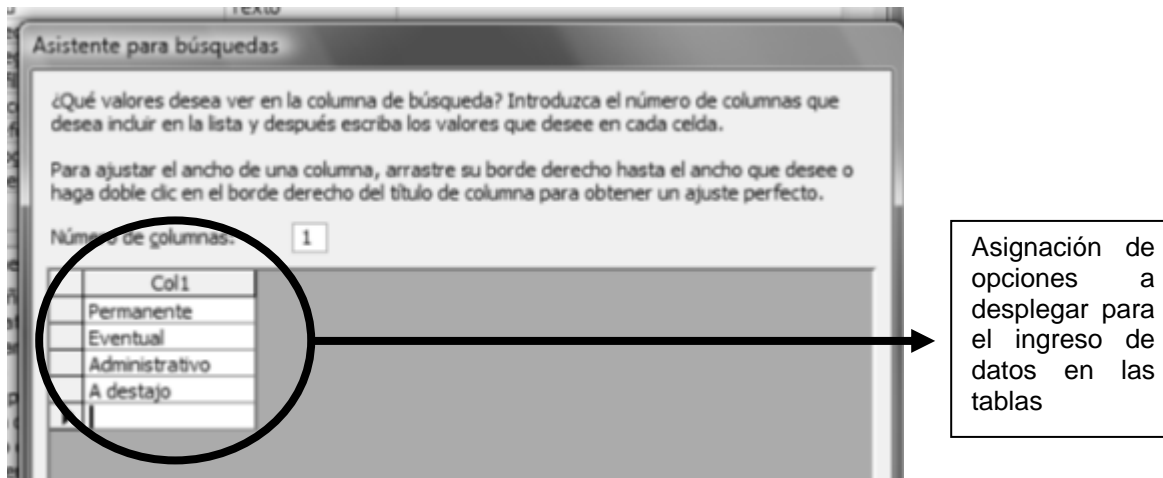 Texto
Asistente para búsquedas
¿Qué valores desea ver en la columna de búsqueda? Introduzca el número de columnas que
desea incluir en la lista y después escriba los valores que desee en cada celda.
Para ajustar el ancho de una columna, arrastre su borde derecho hasta el ancho que desee o
haga doble clic en el borde derecho del título de columna para obtener un ajuste perfecto.
Número de columnas: 1
Col1
Permanente
Eventual
Administrativo
A destajo
Asignación de
opciones a
desplegar para
el ingreso de
datos en las
tablas